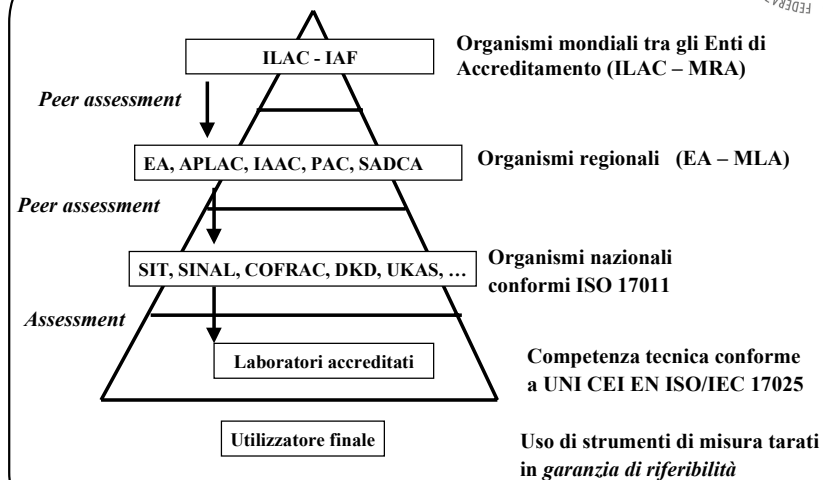 ILAC - IAF
Organismi mondiali tra gli Enti di
Accreditamento (ILAC – MRA)
Peer assessment
EA, APLAC, IAAC, PAC, SADCA
Organismi regionali (EA – MLA)
Peer assessment
SIT, SINAL, COFRAC, DKD, UKAS, …
Organismi nazionali
conformi ISO 17011
Assessment
Laboratori accreditati
Competenza tecnica conforme
a UNI CEI EN ISO/IEC 17025
Utilizzatore finale
Uso di strumenti di misura tarati
in garanzia di riferibilità